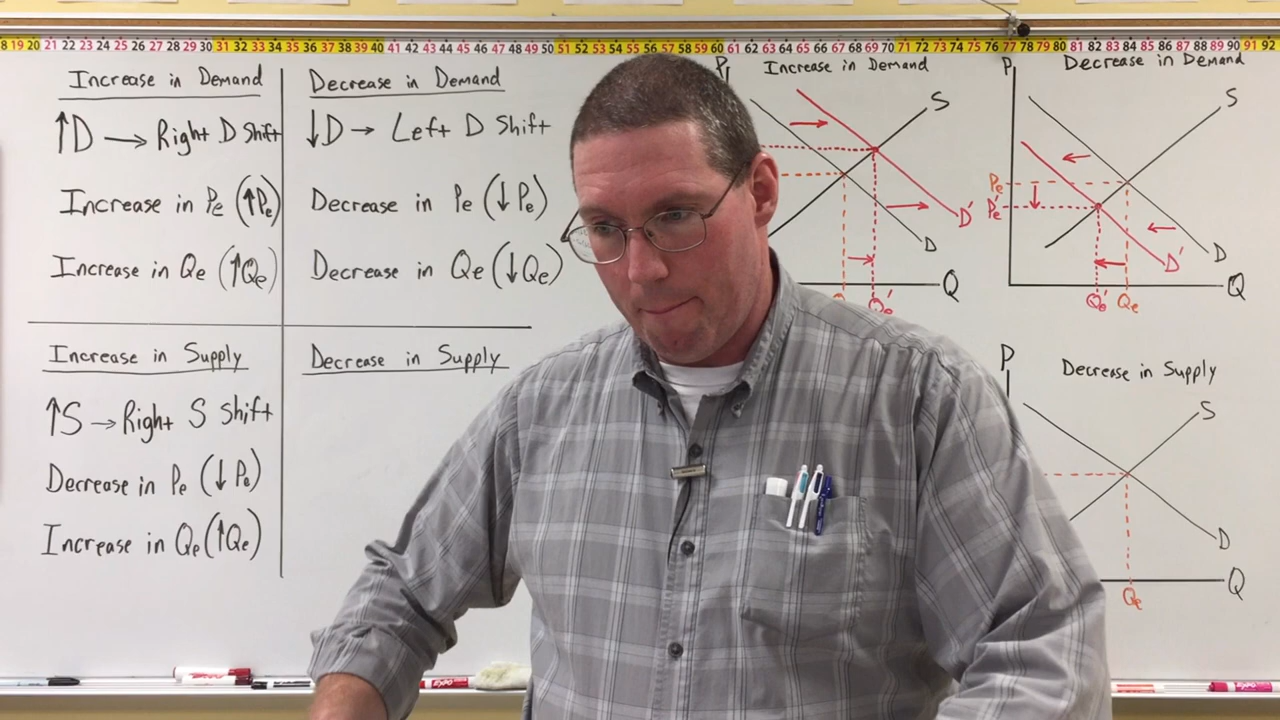 8 19 20 21 22 23 24 25 26 27 28 29 30 31 32 33 34 35 36 37 38 39 40 41 42 43 44 45 46 47 48 49 50 51 52 53 54 55 56 57 58 59 60 61 62 63 64 65 66 67 68 69 70 71 72 73 74 75 76 77 78 79 80 81 82 83 84 85 86 87 88 89 90 91 92
Increase in Demand
↑D → Right D Shift
Increase in Pe (↑Pe)
Increase in Qe (↑Qe)
Decrease in Demand
↓D → Left D Shift
Decrease in Pe (↓Pe)
Decrease in Qe (↓Qe)
Increase in Supply
↑S → Right S Shift
Decrease in Pe (↓Pe)
Increase in Qe (↑Qe)
Decrease in Supply
P
Increase in Demand
S
D'
D
Q
Qe'
P
Decrease in Demand
S
Pe
Pe'
D
D'
Q
Qe'
Qe
P
Decrease in Supply
S
D
Q
Qe
EXPO
EXPO